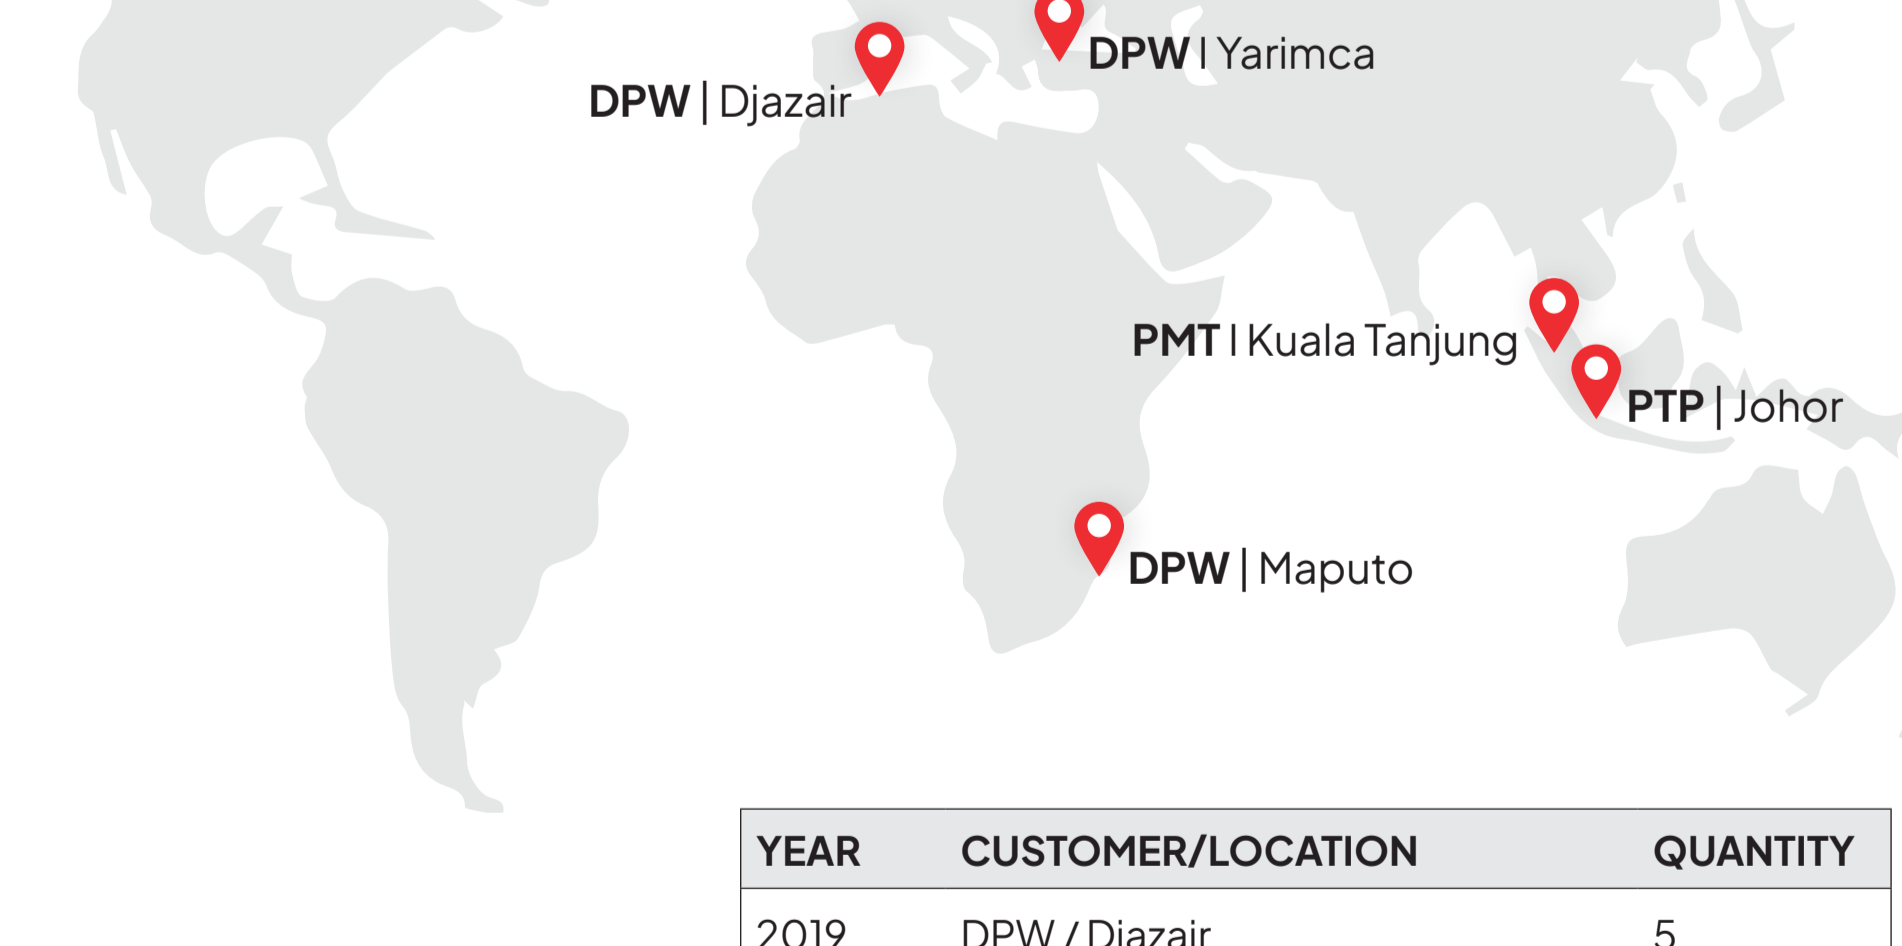 DPW | Yarimca
DPW | Djazair
PMT | Kuala Tanjung
PTP | Johor
DPW | Maputo
YEAR CUSTOMER/LOCATION QUANTITY
2019 DPW / Djazair 5